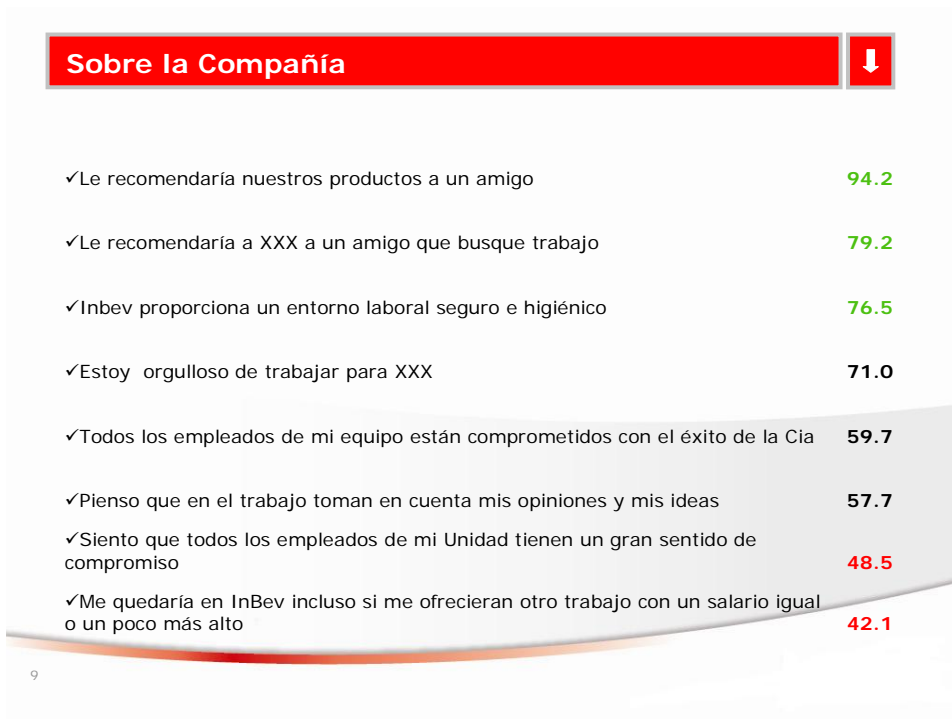 Sobre la Compañía
✓Le recomendaría nuestros productos a un amigo 94.2
✓Le recomendaría a XXX a un amigo que busque trabajo 79.2
✓Inbev proporciona un entorno laboral seguro e higiénico 76.5
✓Estoy  orgulloso de trabajar para XXX 71.0
✓Todos los empleados de mi equipo están comprometidos con el éxito de la Cia 59.7
✓Pienso que en el trabajo toman en cuenta mis opiniones y mis ideas 57.7
✓Siento que todos los empleados de mi Unidad tienen un gran sentido de
compromiso 48.5
✓Me quedaría en InBev incluso si me ofrecieran otro trabajo con un salario igual
o un poco más alto 42.1
9